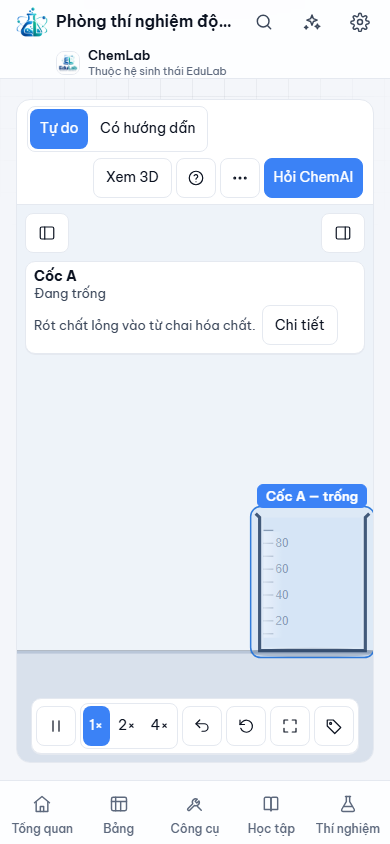 Phòng thí nghiệm độ...
ChemLab
Thuộc hệ sinh thái EduLab
Tự do
Có hướng dẫn
Xem 3D
Hỏi ChemAI
Cốc A
Đang trống
Rót chất lỏng vào từ chai hóa chất.
Chi tiết
Cốc A — trống
80
60
40
20
1×
2×
4×
Tổng quan
Bảng
Công cụ
Học tập
Thí nghiệm